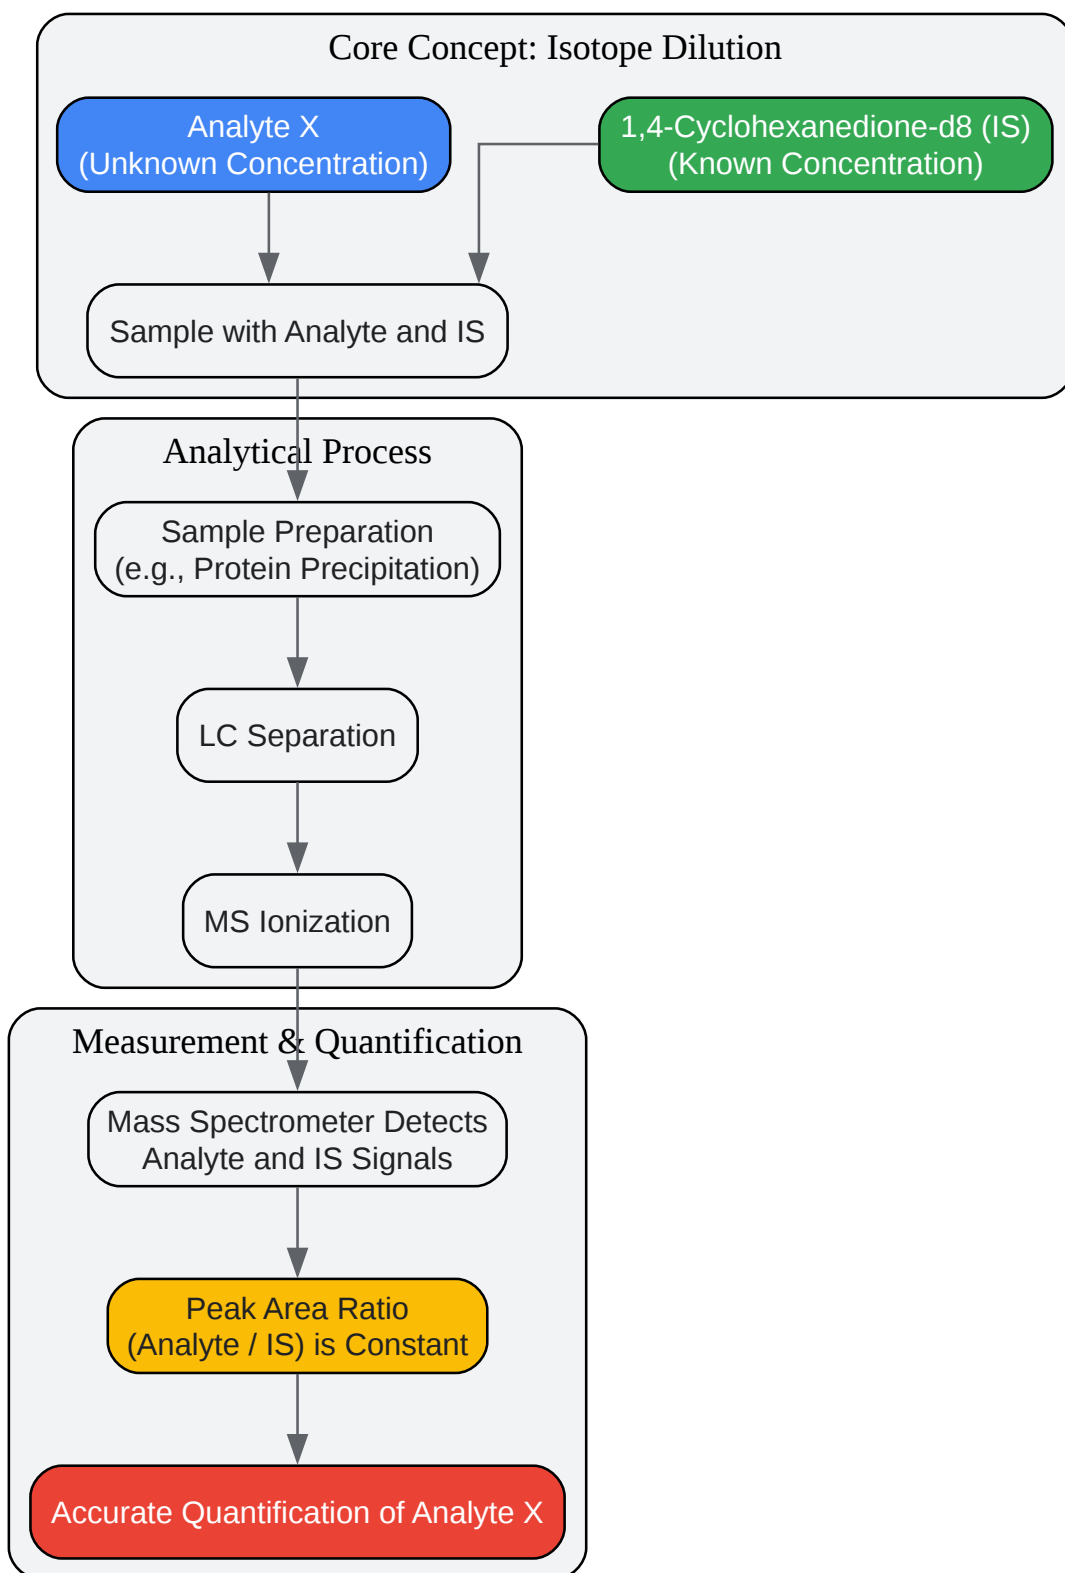 Core Concept: Isotope Dilution
Analyte X
(Unknown Concentration)
1,4-Cyclohexanedione-d8 (IS)
(Known Concentration)
Sample with Analyte and IS
Analytical Process
Sample Preparation
(e.g., Protein Precipitation)
LC Separation
MS Ionization
Measurement & Quantification
Mass Spectrometer Detects
Analyte and IS Signals
Peak Area Ratio
(Analyte / IS) is Constant
Accurate Quantification of Analyte X